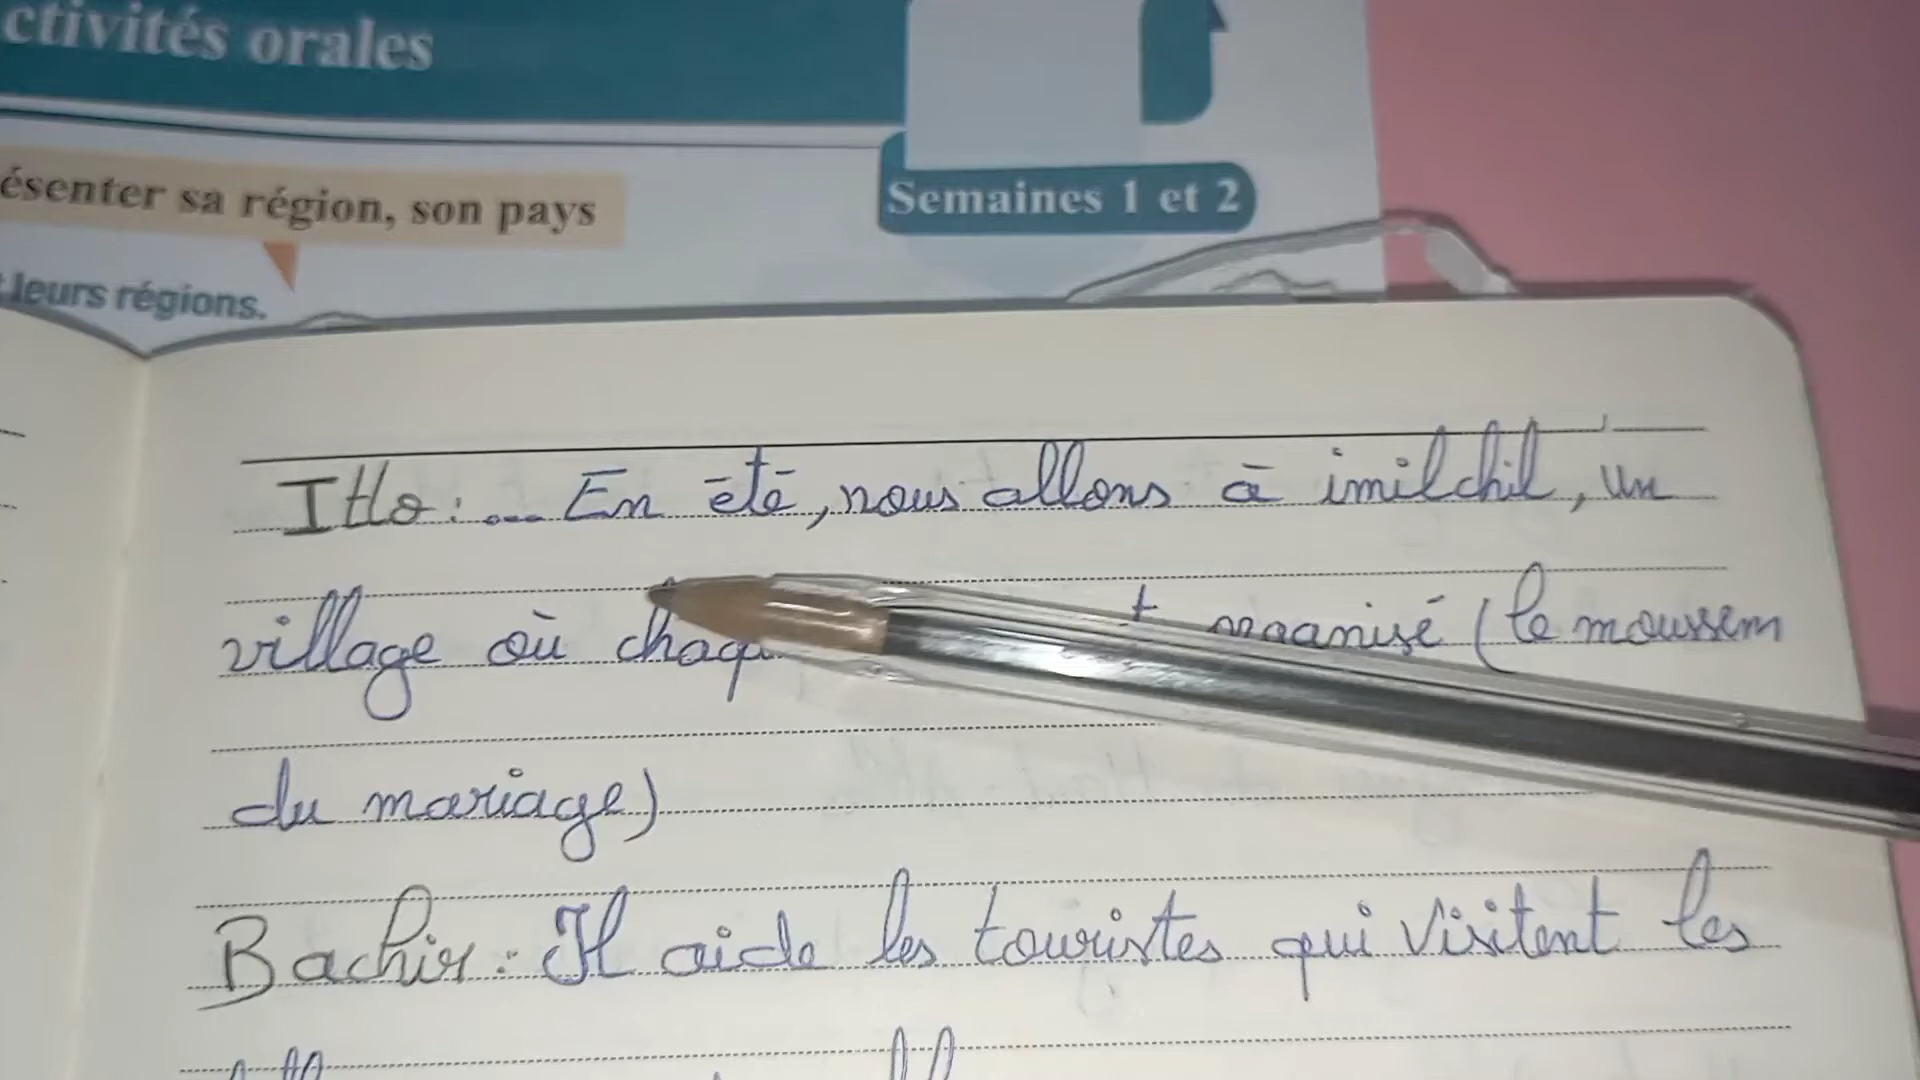 ctivités orales
ésenter sa région, son pays
Semaines 1 et 2
leurs régions.
Itto: ... En été, nous allons à imilchil, un
village où organisé (le moussem
du mariage)
Bachir: Il aide les touristes qui visitent les